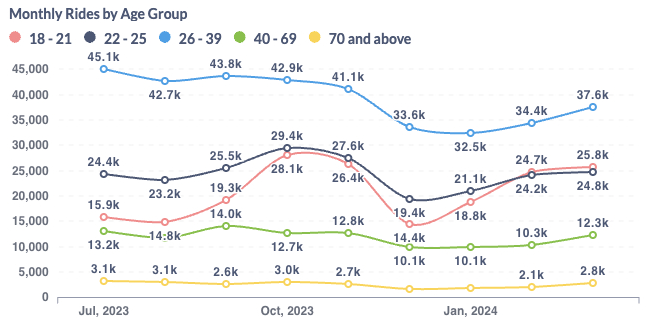 Monthly Rides by Age Group
18 - 21 22 - 25 26 - 39 40 - 69 70 and above
45.1k 43.8k 42.9k 41.1k
45,000
42.7k
40,000 37.6k
35,000 33.6k 34.4k
32.5k
30,000 29.4k 27.6k
25,000 24.4k 25.5k 28.1k 26.4k 21.1k 24.7k 25.8k
23.2k 24.2k 24.8k
20,000 19.3k 19.4k 18.8k
15,000 15.9k 14.8k 14.0k 12.8k 14.4k 12.3k
10,000 13.2k 12.7k 10.1k 10.1k 10.3k
5,000 3.1k 3.1k 2.6k 3.0k 2.7k 2.1k 2.8k
0
Jul, 2023 Oct, 2023 Jan, 2024